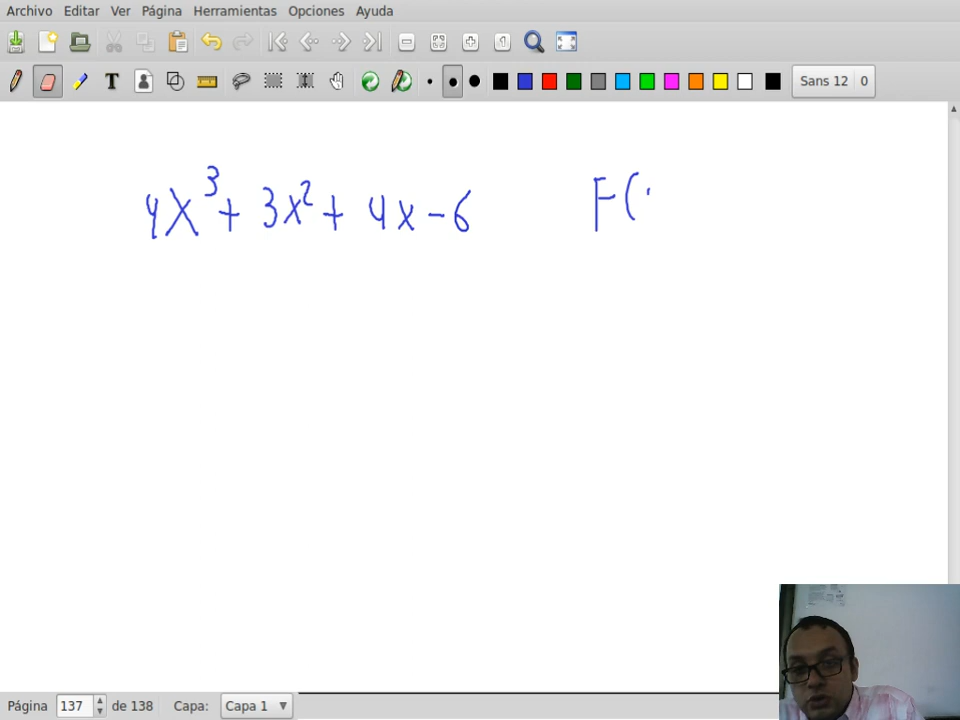 Archivo Editar Ver Página Herramientas Opciones Ayuda
T Sans 12 0
4x³ + 3x² + 4x - 6 F(
Página 137 de 138 Capa: Capa 1